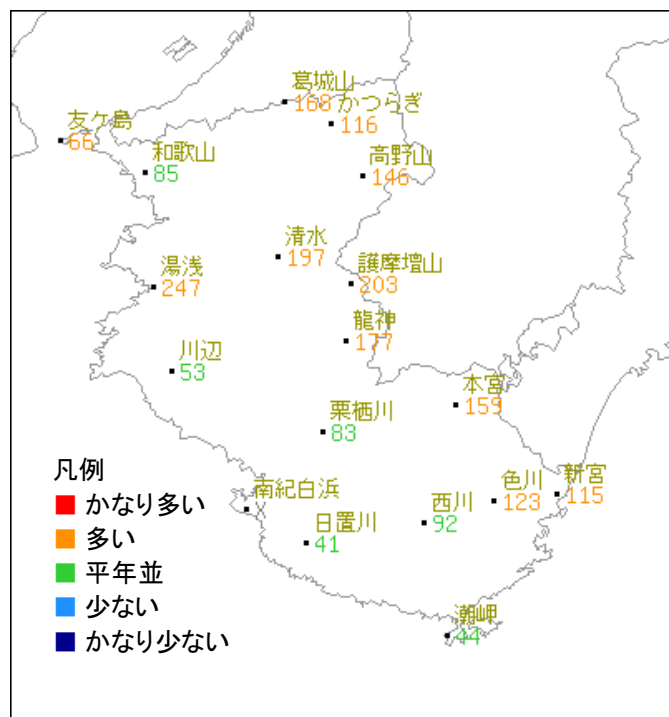 葛城山
168
かつらぎ
116
友ケ島
66
和歌山
85
高野山
146
清水
197
護摩壇山
203
湯浅
247
龍神
177
川辺
53
本宮
159
栗栖川
83
凡例
かなり多い
多い
平年並
少ない
かなり少ない
南紀白浜
日置川
41
西川
92
色川
123
新宮
115
潮岬
44